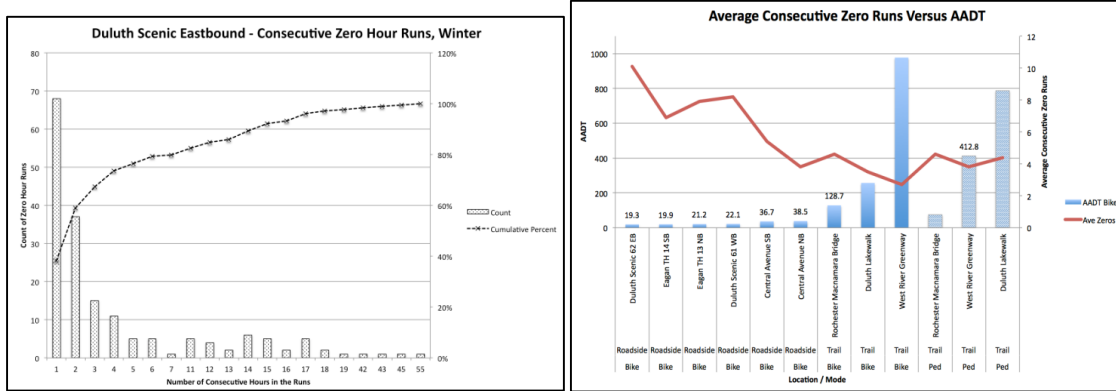 Duluth Scenic Eastbound - Consecutive Zero Hour Runs, Winter
80
70
60
50
40
30
20
10
0
Count of Zero Hour Runs
120%
100%
80%
60%
40%
20%
0%
Count
Cumulative Percent
1 2 3 4 5 6 7 11 12 13 14 15 16 17 18 19 42 43 45 55
Number of Consecutive Hours in the Runs
Average Consecutive Zero Runs Versus AADT
1000
800
600
400
200
0
AADT
12
10
8
6
4
2
0
Average Consecutive Zero Runs
19.3 19.9 21.2 22.1 36.7 38.5 128.7 412.8
AADT Bike
Ave Zeros
Duluth Scenic 62 EB
Eagan TH 14 SB
Eagan TH 13 NB
Duluth Scenic 61 WB
Central Avenue SB
Central Avenue NB
Rochester Macnamara Bridge
Duluth Lakewalk
West River Greenway
Rochester Macnamara Bridge
West River Greenway
Duluth Lakewalk
Roadside Roadside Roadside Roadside Roadside Roadside Trail Trail Trail Trail Trail Trail
Bike Bike Bike Bike Bike Bike Bike Bike Bike Ped Ped Ped
Location / Mode